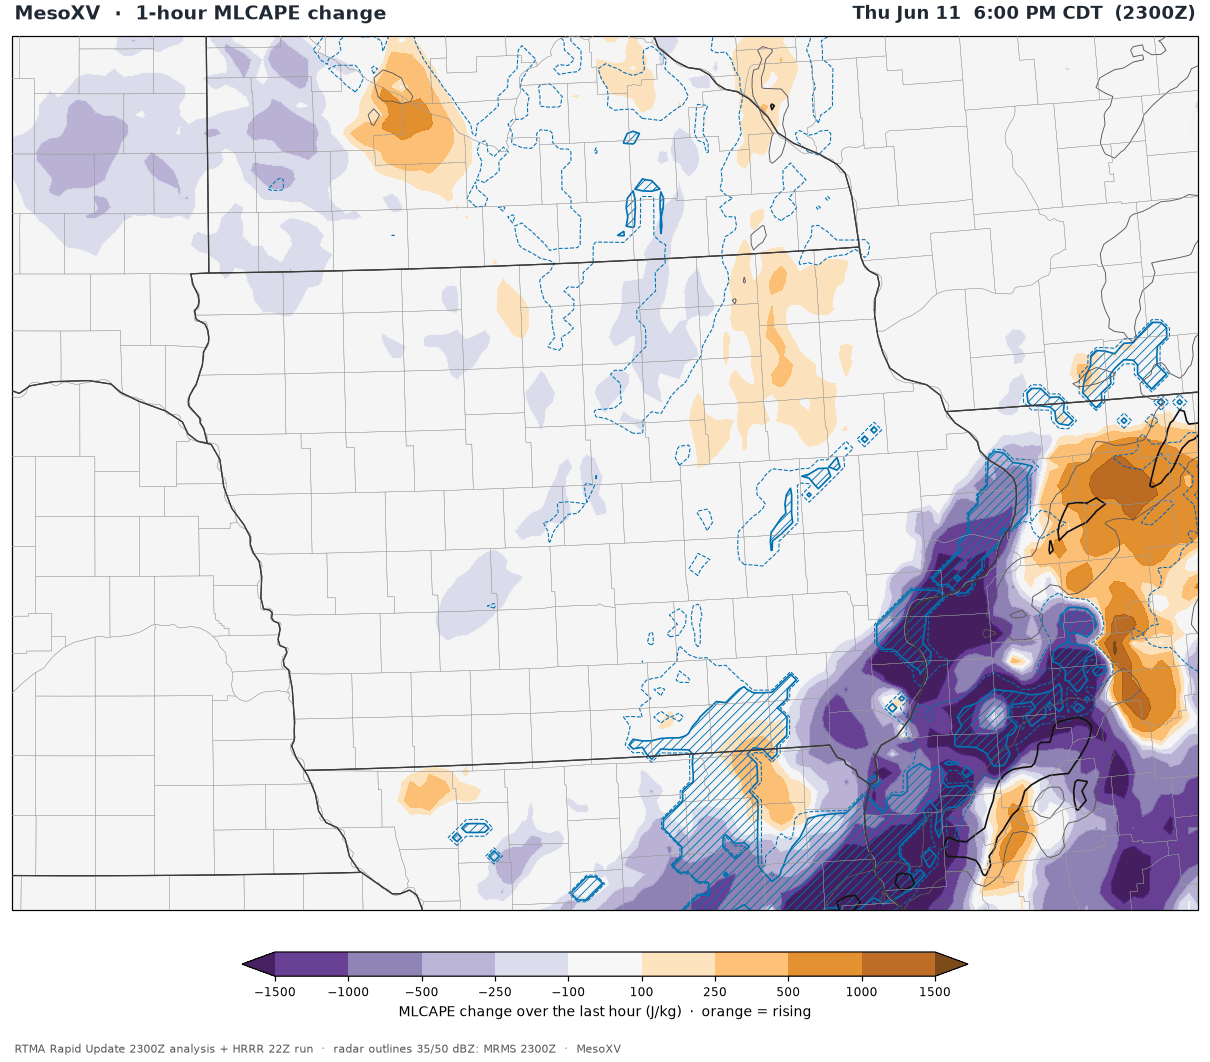 MesoXV · 1-hour MLCAPE change
Thu Jun 11 6:00 PM CDT (2300Z)
−1500 −1000 −500 −250 −100 100 250 500 1000 1500
MLCAPE change over the last hour (J/kg) · orange = rising
RTMA Rapid Update 2300Z analysis + HRRR 22Z run · radar outlines 35/50 dBZ: MRMS 2300Z · MesoXV